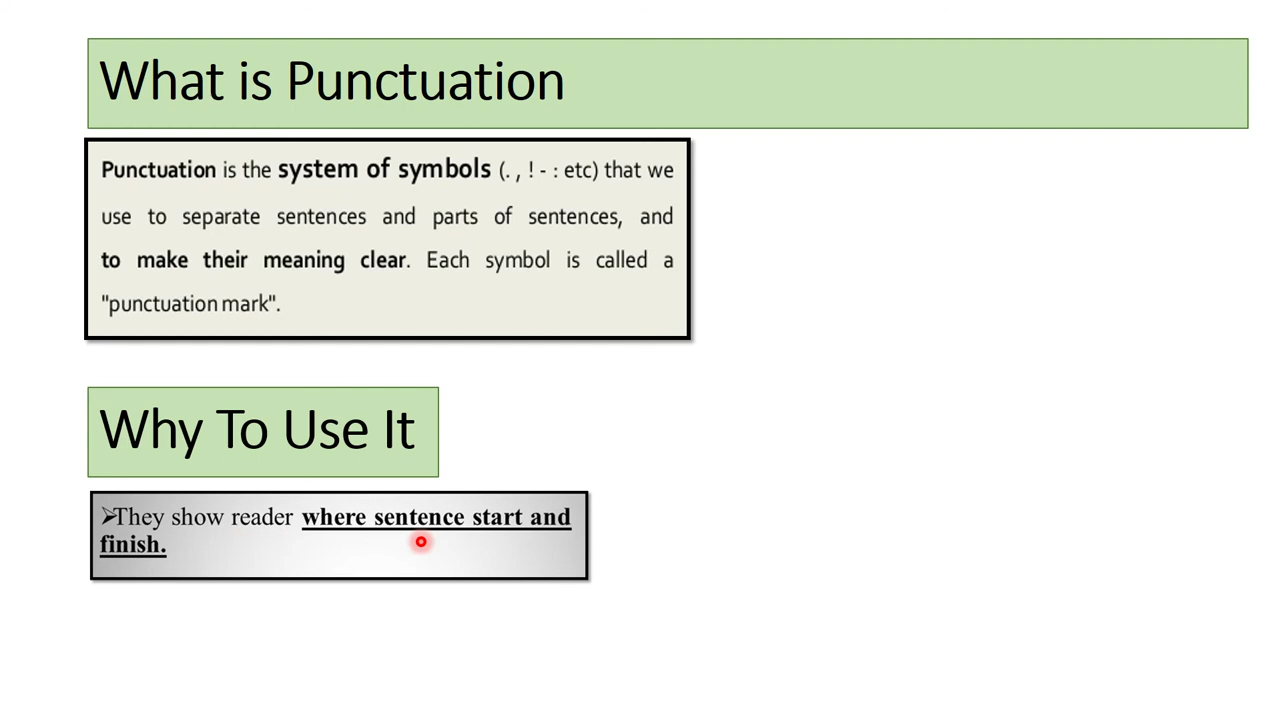 What is Punctuation
Punctuation is the system of symbols (. , ! - : etc) that we
use to separate sentences and parts of sentences, and
to make their meaning clear. Each symbol is called a
"punctuation mark".
Why To Use It
➢They show reader where sentence start and
finish.